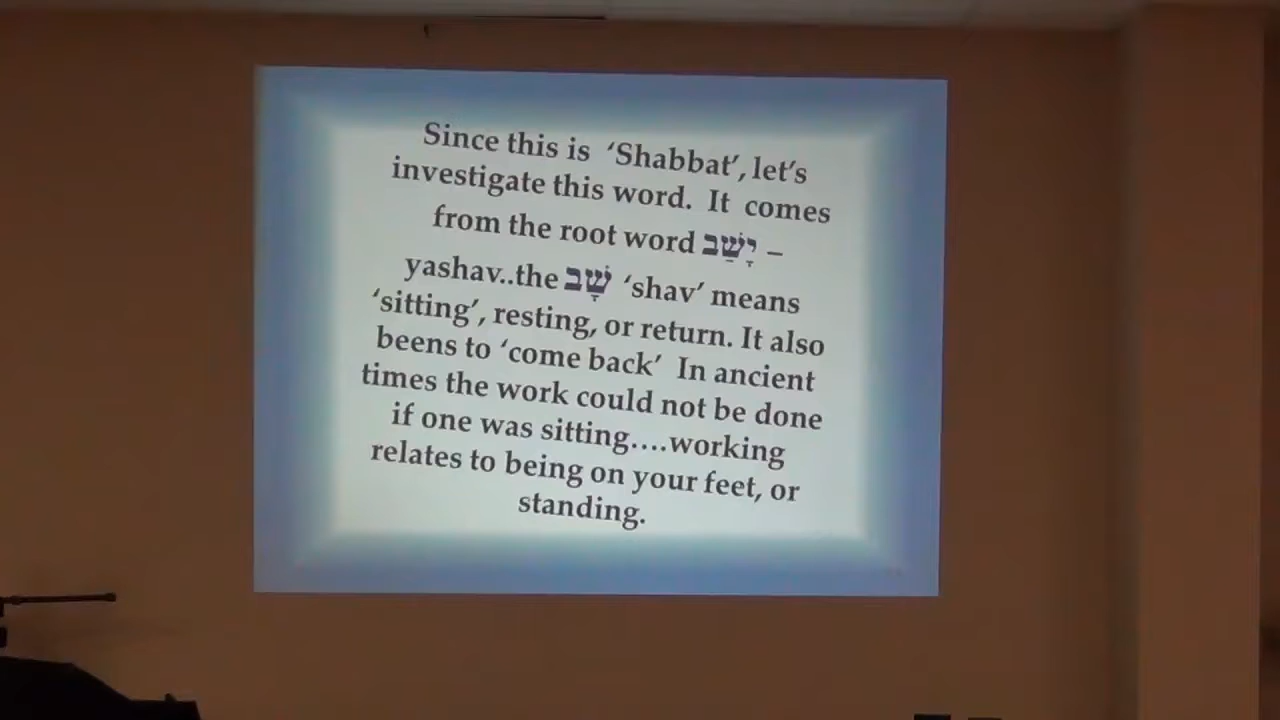 Since this is ‘Shabbat’, let’s
investigate this word. It comes
from the root word יָשַׁב –
yashav..the שָׁב ‘shav’ means
‘sitting’, resting, or return. It also
beens to ‘come back’ In ancient
times the work could not be done
if one was sitting….working
relates to being on your feet, or
standing.